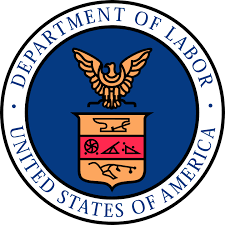 DEPARTMENT OF LABOR
UNITED STATES OF AMERICA